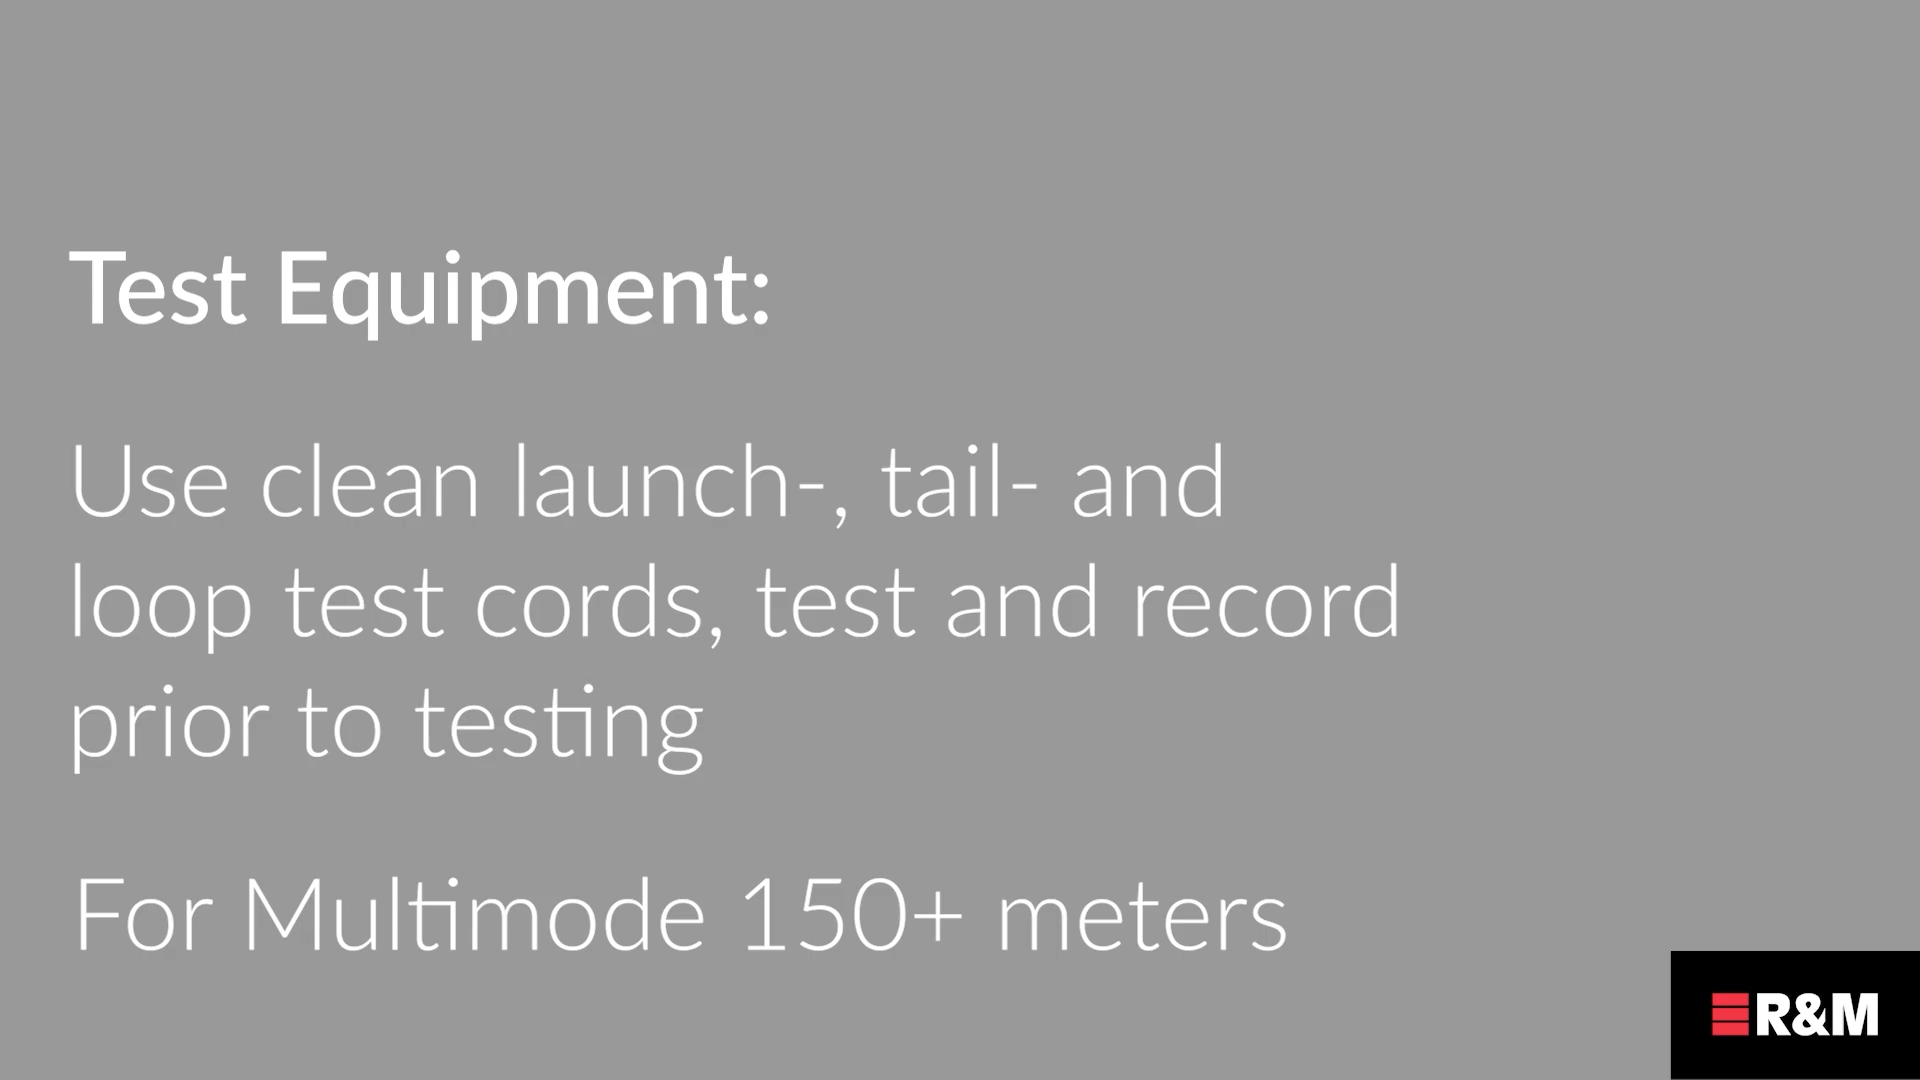 Test Equipment:
Use clean launch-, tail- and
loop test cords, test and record
prior to testing
For Multimode 150+ meters
R&M